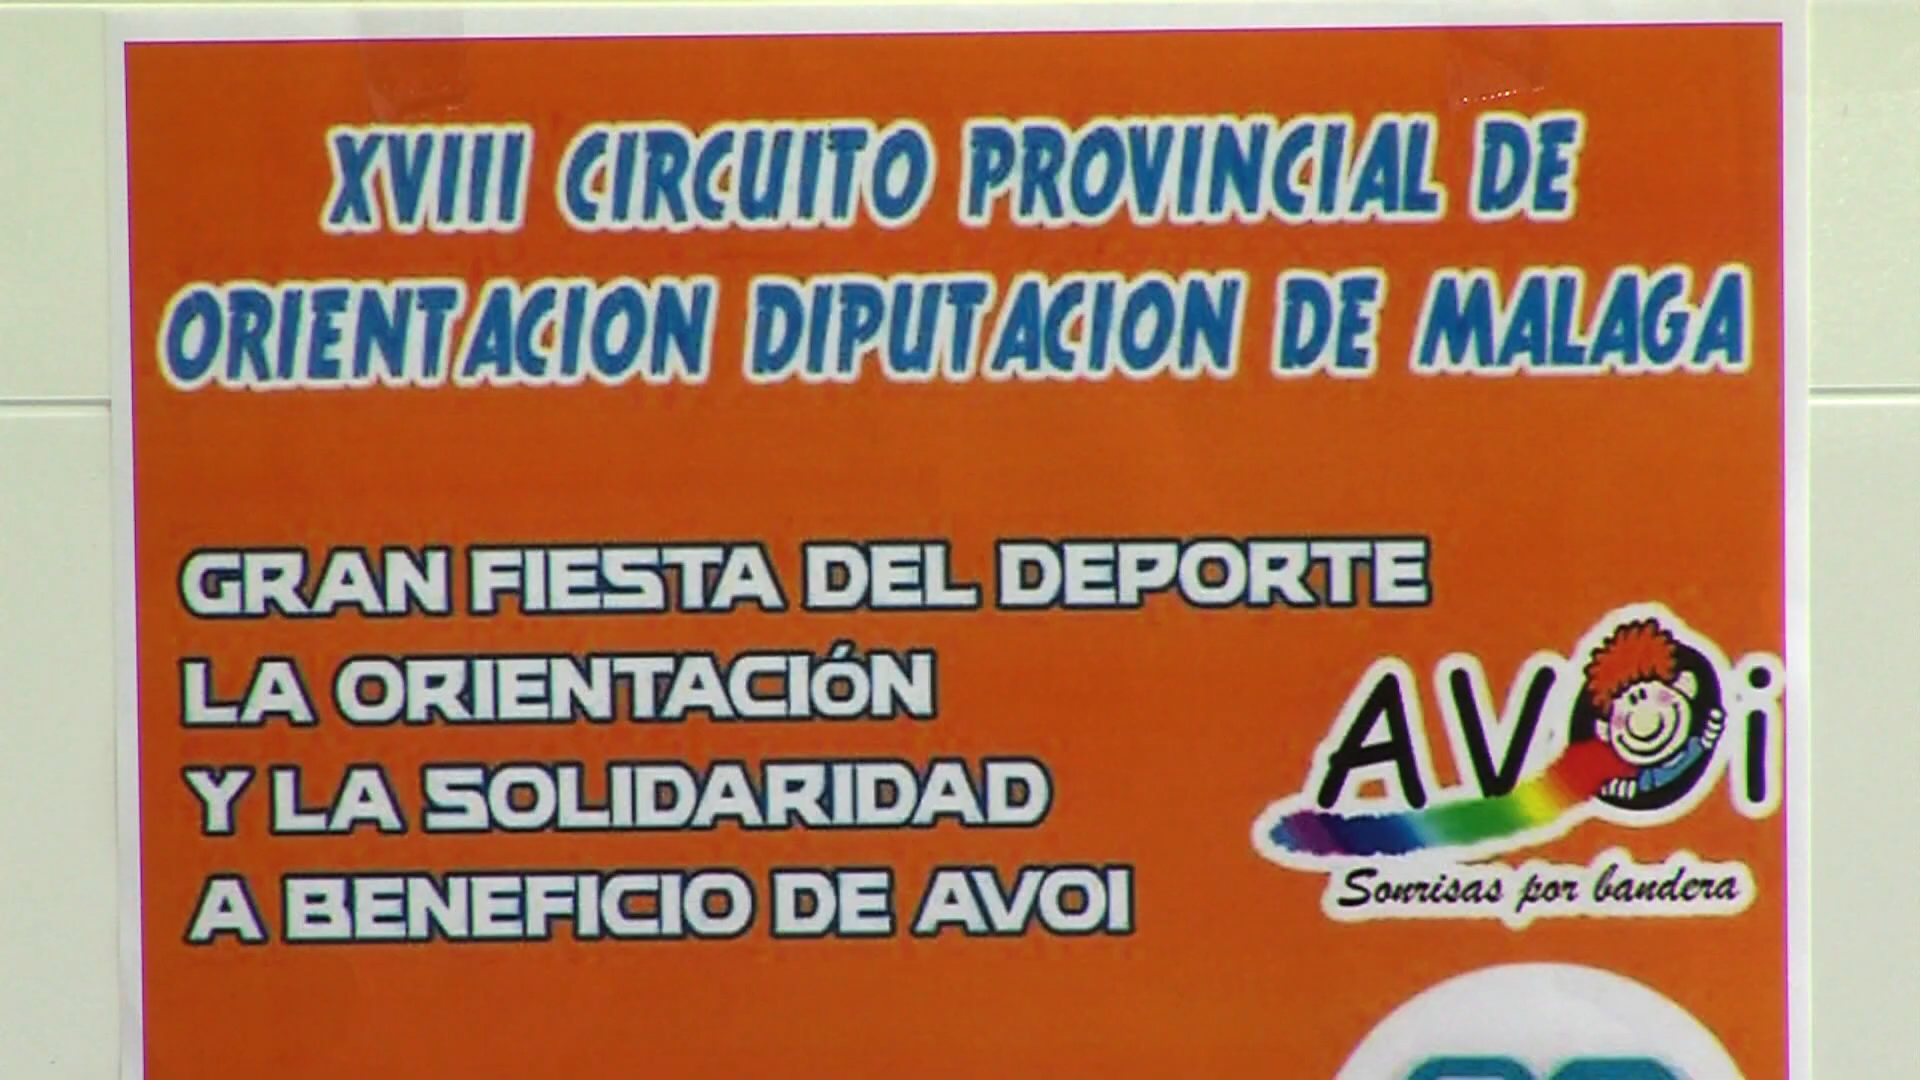 XVIII CIRCUITO PROVINCIAL DE
ORIENTACION DIPUTACION DE MALAGA
GRAN FIESTA DEL DEPORTE
LA ORIENTACIÓN
Y LA SOLIDARIDAD
A BENEFICIO DE AVOI
AVOi
Sonrisas por bandera